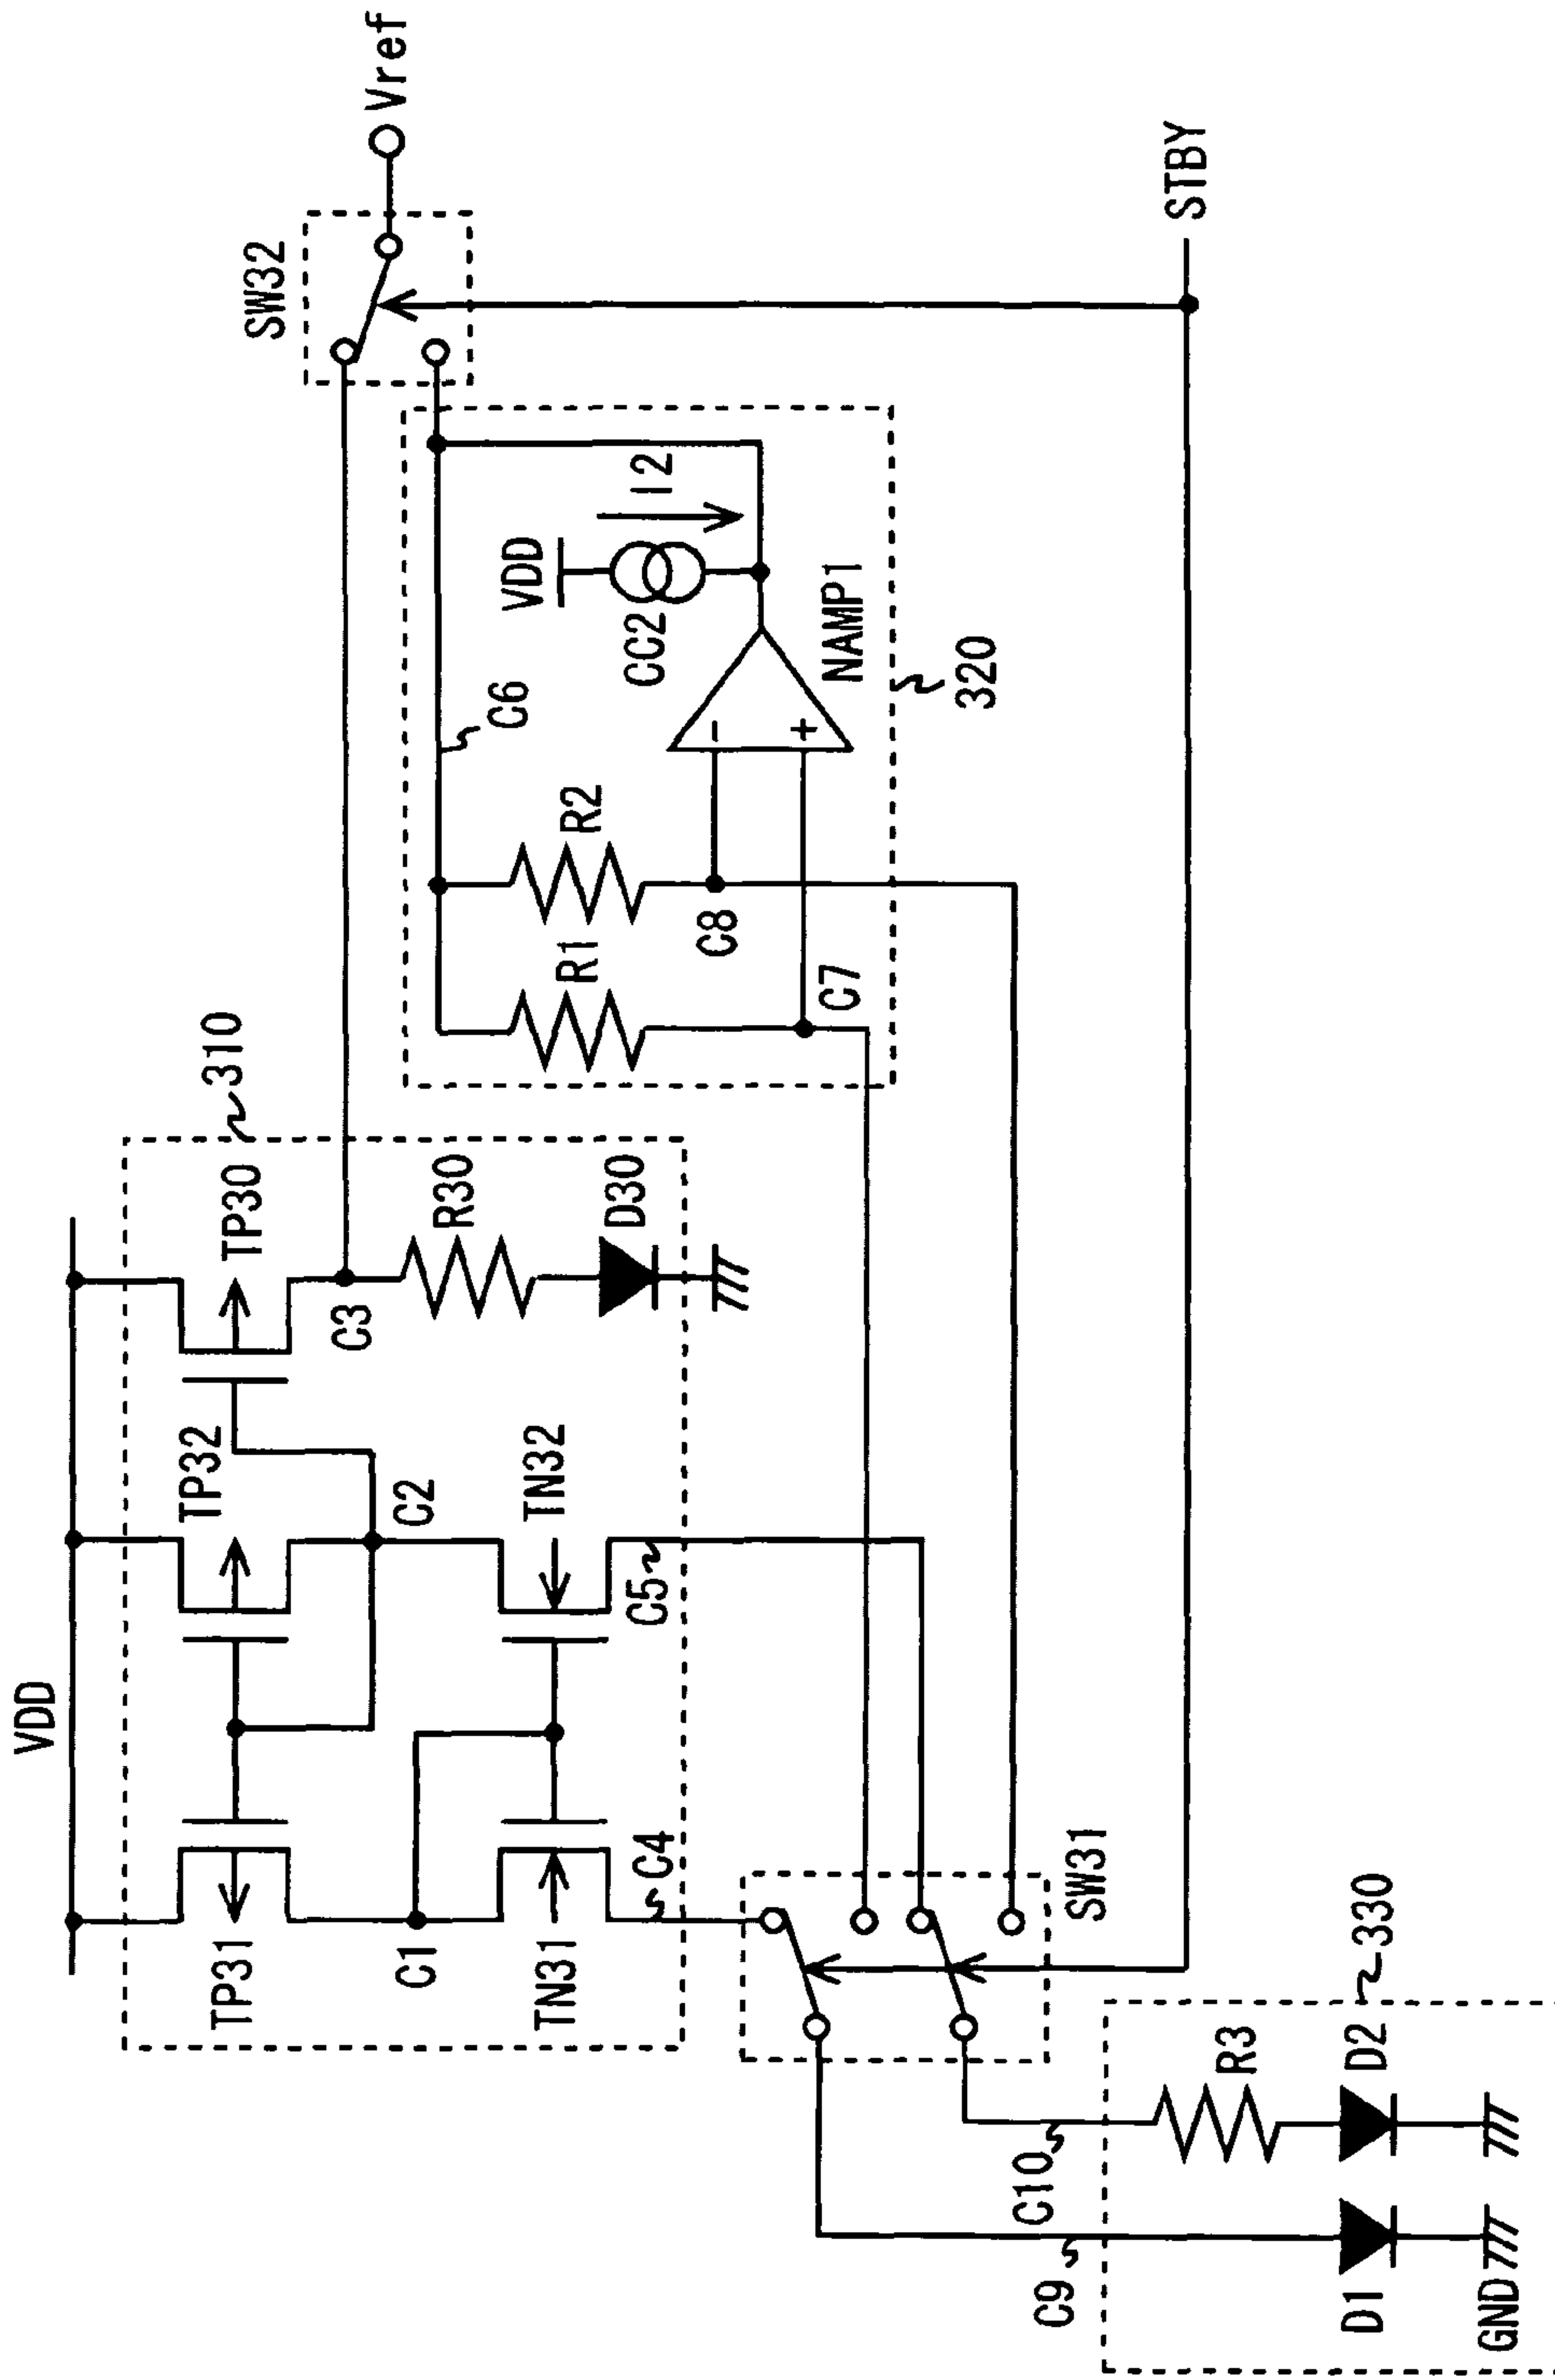 VDD
310
TP31
TP32
TP30
C1
C2
C3
TN31
TN32
R30
C4
C5
D30
SW32
Vref
C6
R1
R2
VDD
CC2
I2
C8
C7
NAMP1
320
SW31
STBY
C9
C10
330
R3
D1
D2
GND